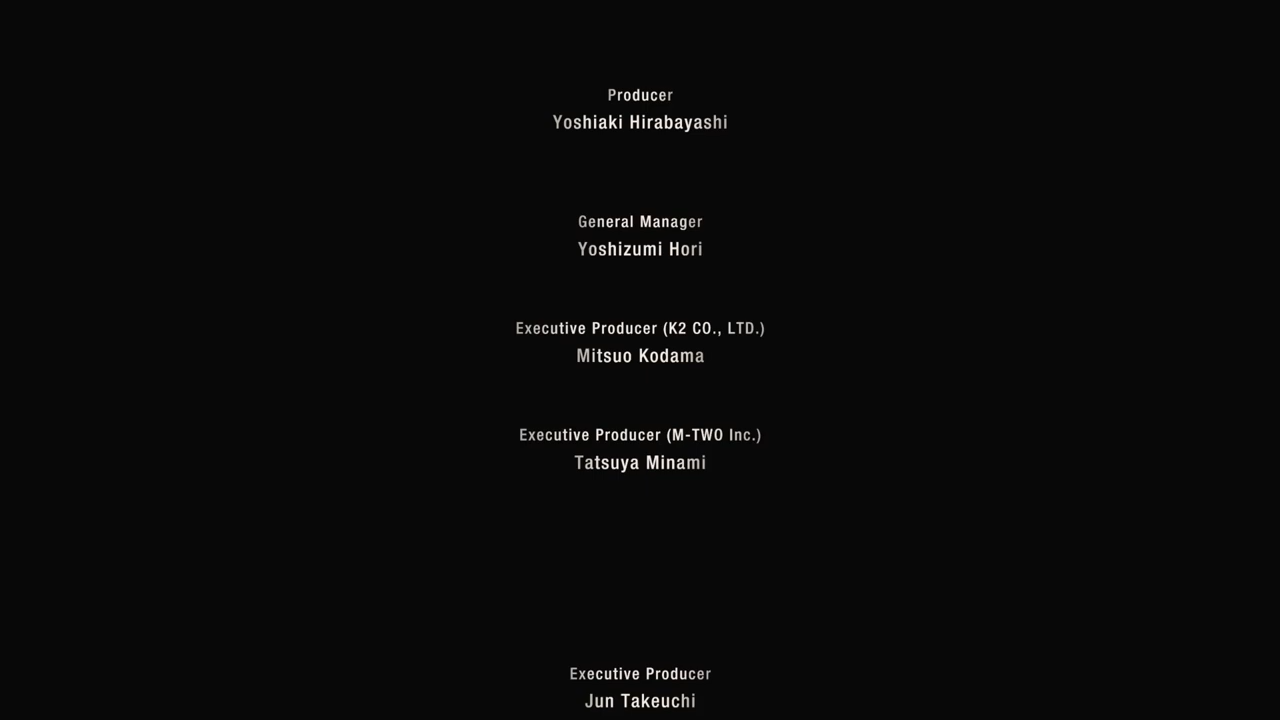 Producer
Yoshiaki Hirabayashi
General Manager
Yoshizumi Hori
Executive Producer (K2 CO., LTD.)
Mitsuo Kodama
Executive Producer (M-TWO Inc.)
Tatsuya Minami
Executive Producer
Jun Takeuchi